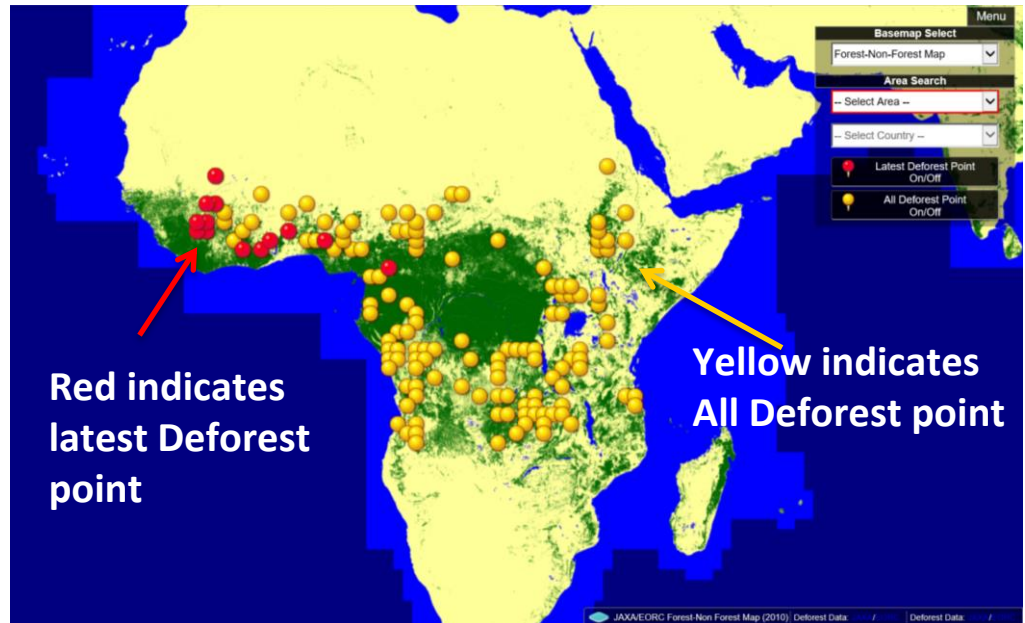 Menu
Basemap Select
Forest-Non-Forest Map
Area Search
-- Select Area --
-- Select Country --
Latest Deforest Point
On/Off
All Deforest Point
On/Off
Red indicates
latest Deforest
point
Yellow indicates
All Deforest point
JAXA/EORC Forest-Non Forest Map (2010) Deforest Data: / Deforest Data: /